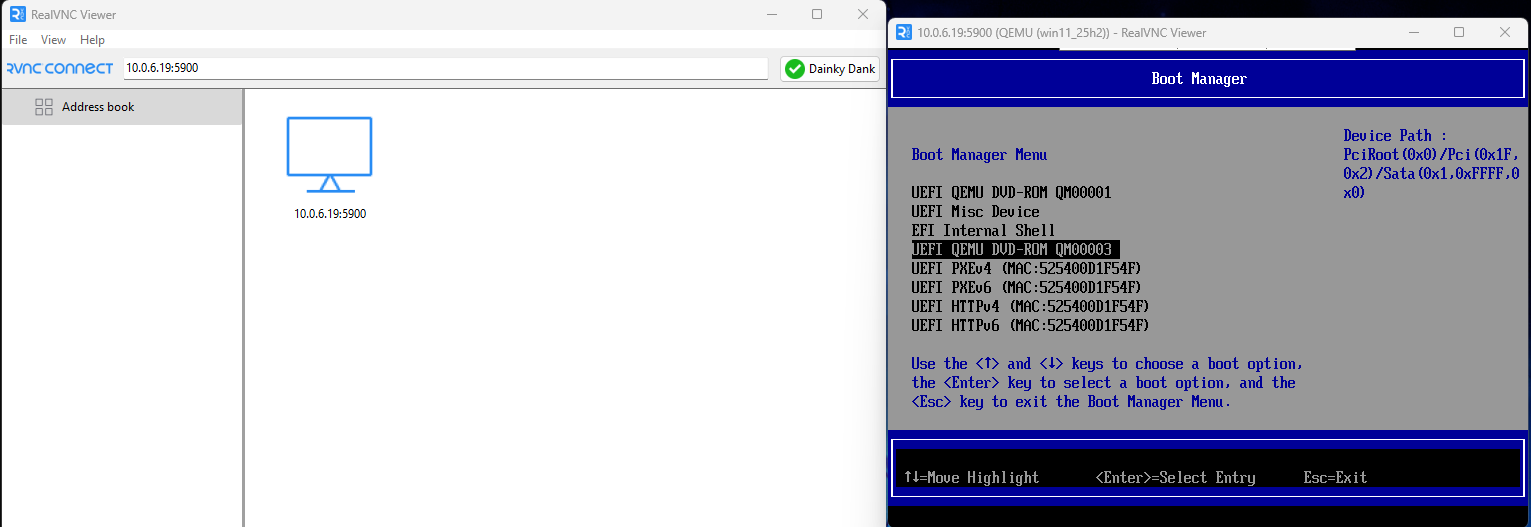 RealVNC Viewer
File View Help
RVNC CONNECT
10.0.6.19:5900
Dainky Dank
Address book
10.0.6.19:5900
10.0.6.19:5900 (QEMU (win11_25h2)) - RealVNC Viewer
Boot Manager
Boot Manager Menu
UEFI QEMU DVD-ROM QM00001
UEFI Misc Device
EFI Internal Shell
UEFI QEMU DVD-ROM QM00003
UEFI PXEv4 (MAC:525400D1F54F)
UEFI PXEv6 (MAC:525400D1F54F)
UEFI HTTPv4 (MAC:525400D1F54F)
UEFI HTTPv6 (MAC:525400D1F54F)
Use the <↑> and <↓> keys to choose a boot option,
the <Enter> key to select a boot option, and the
<Esc> key to exit the Boot Manager Menu.
Device Path :
PciRoot(0x0)/Pci(0x1F,
0x2)/Sata(0x1,0xFFFF,0
x0)
↑↓=Move Highlight <Enter>=Select Entry Esc=Exit